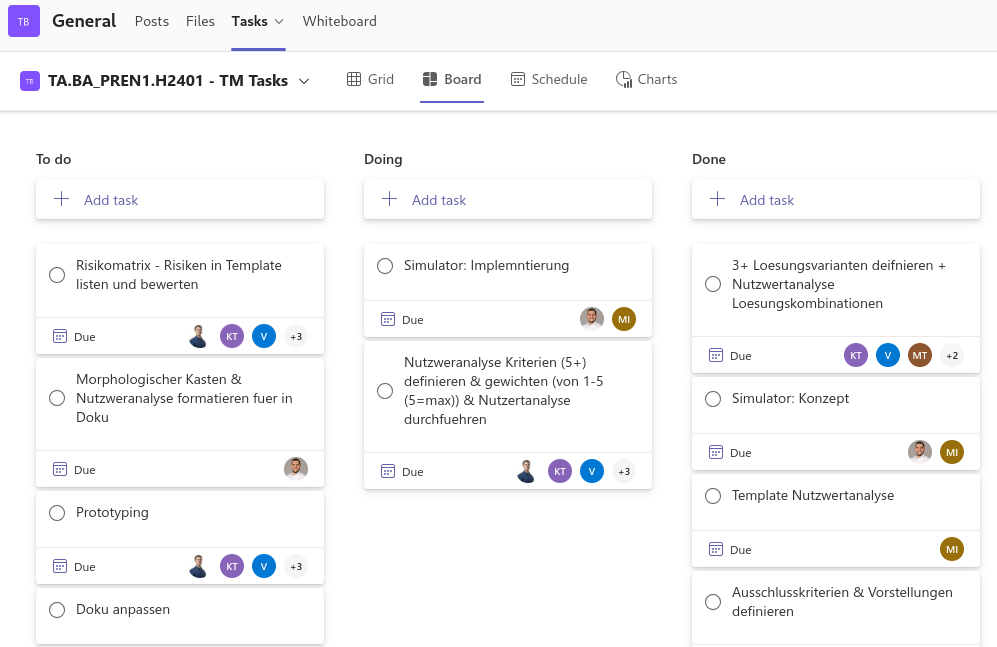 TB General Posts Files Tasks Whiteboard
TB TA.BA_PREN1.H2401 - TM Tasks Grid Board Schedule Charts
To do
Add task
Risikomatrix - Risiken in Template
listen und bewerten
Due KT V +3
Morphologischer Kasten &
Nutzweranalyse formatieren fuer in
Doku
Due
Prototyping
Due KT V +3
Doku anpassen
Doing
Add task
Simulator: Implemntierung
Due MI
Nutzweranalyse Kriterien (5+)
definieren & gewichten (von 1-5
(5=max)) & Nutzertanalyse
durchfuehren
Due KT V +3
Done
Add task
3+ Loesungsvarianten deifnieren +
Nutzwertanalyse
Loesungskombinationen
Due KT V MT +2
Simulator: Konzept
Due MI
Template Nutzwertanalyse
Due MI
Ausschlusskriterien & Vorstellungen
definieren